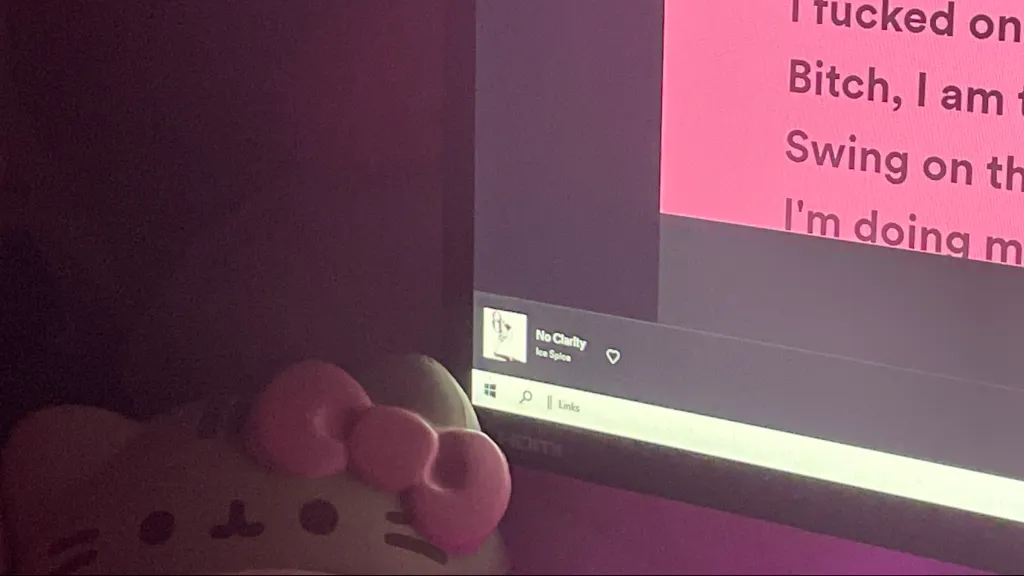 I fucked on
Bitch, I am
Swing on th
I'm doing m
No Clarity
Ice Spice
Links